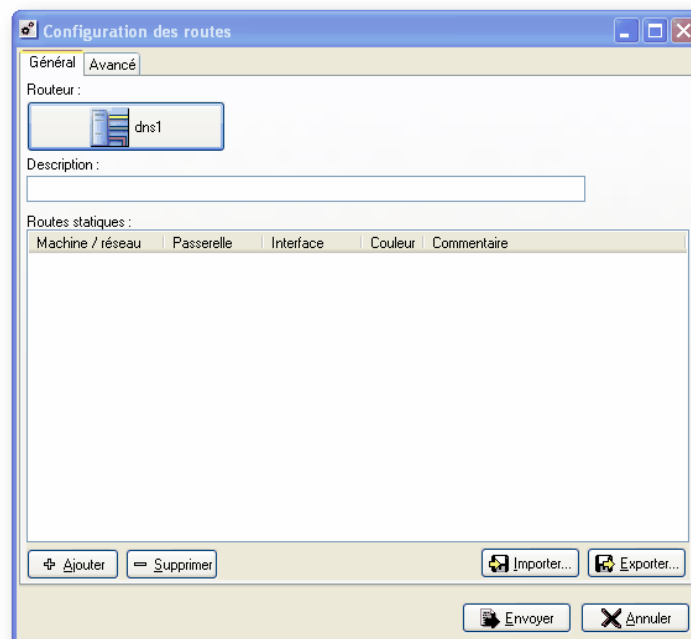 Configuration des routes
Général Avancé
Routeur :
dns1
Description :
Routes statiques :
Machine / réseau Passerelle Interface Couleur Commentaire
Ajouter Supprimer Importer... Exporter...
Envoyer Annuler